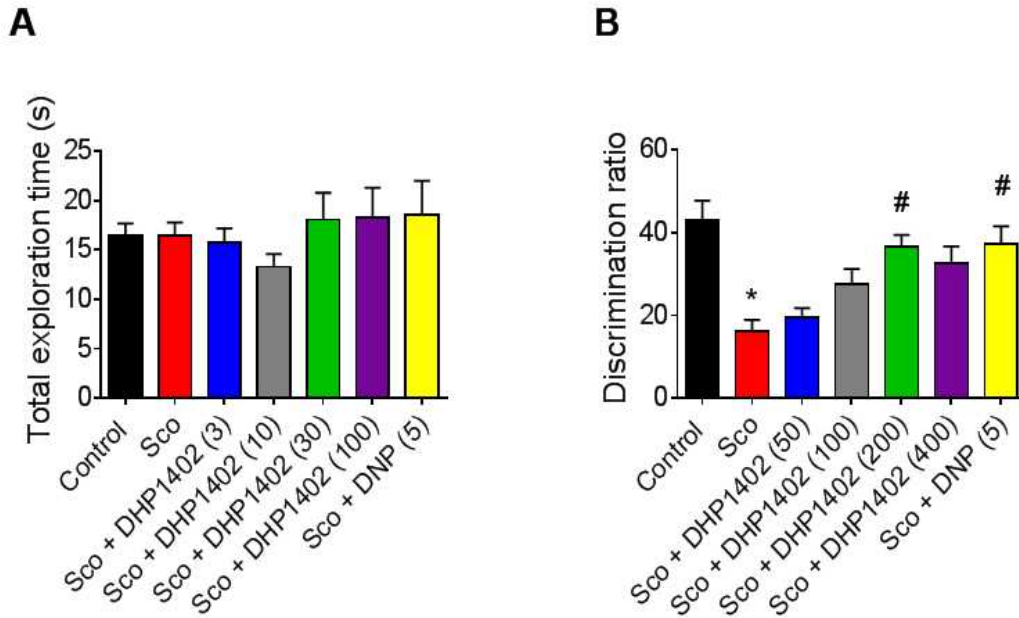 A
Total exploration time (s)
25
20
15
10
5
0
Control
Sco
Sco + DHP1402 (3)
Sco + DHP1402 (10)
Sco + DHP1402 (30)
Sco + DHP1402 (100)
Sco + DNP (5)
B
Discrimination ratio
60
40
20
0
*
#
#
Control
Sco
Sco + DHP1402 (50)
Sco + DHP1402 (100)
Sco + DHP1402 (200)
Sco + DHP1402 (400)
Sco + DNP (5)